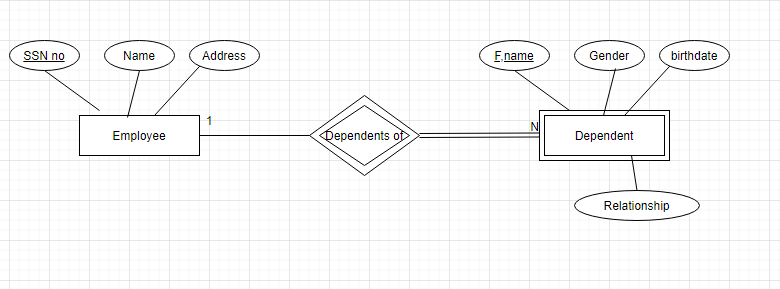 SSN no
Name
Address
F,name
Gender
birthdate
1
N
Employee
Dependents of
Dependent
Relationship